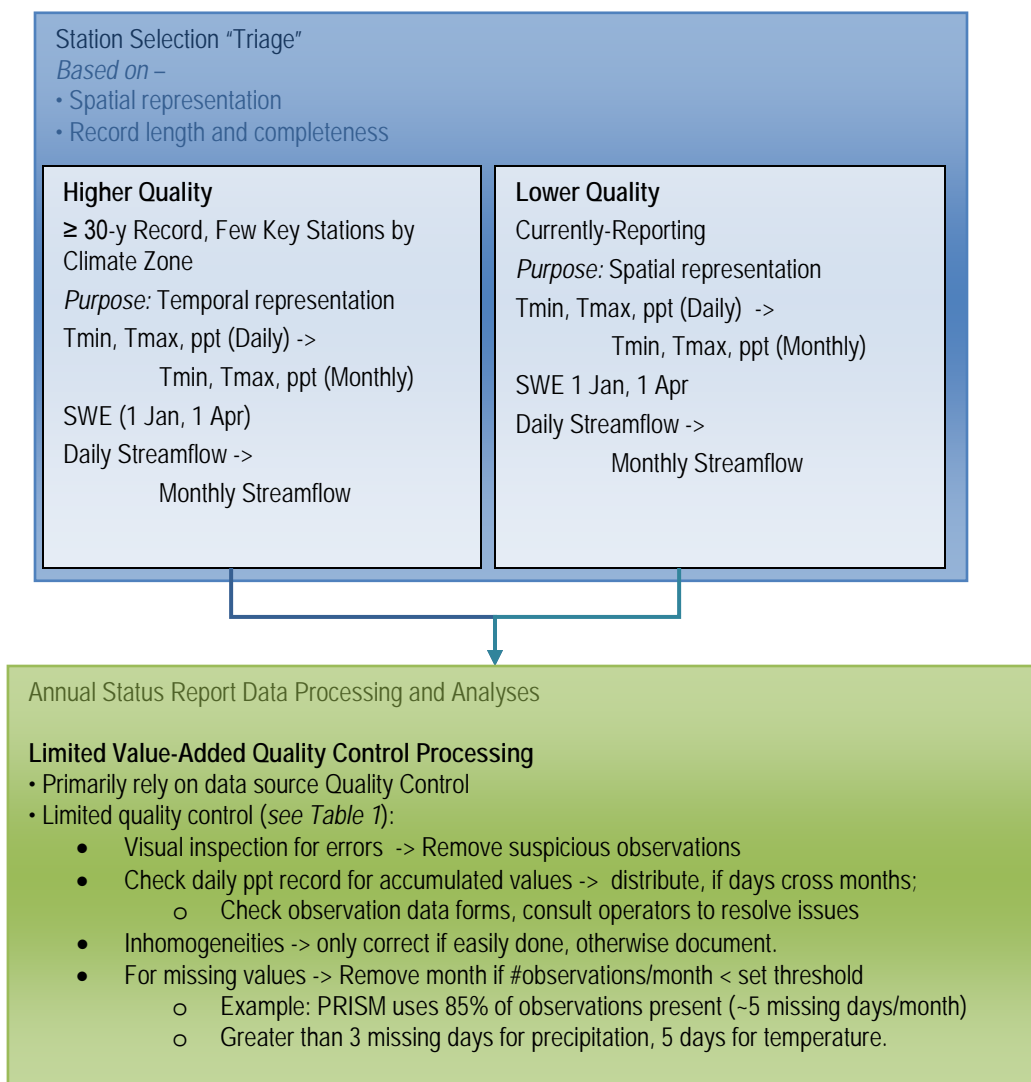 Station Selection “Triage”
Based on –
• Spatial representation
• Record length and completeness
Higher Quality
≥ 30-y Record, Few Key Stations by
Climate Zone
Purpose: Temporal representation
Tmin, Tmax, ppt (Daily) ->
Tmin, Tmax, ppt (Monthly)
SWE (1 Jan, 1 Apr)
Daily Streamflow ->
Monthly Streamflow
Lower Quality
Currently-Reporting
Purpose: Spatial representation
Tmin, Tmax, ppt (Daily) ->
Tmin, Tmax, ppt (Monthly)
SWE 1 Jan, 1 Apr
Daily Streamflow ->
Monthly Streamflow
Annual Status Report Data Processing and Analyses
Limited Value-Added Quality Control Processing
• Primarily rely on data source Quality Control
• Limited quality control (see Table 1):
• Visual inspection for errors -> Remove suspicious observations
• Check daily ppt record for accumulated values -> distribute, if days cross months;
o Check observation data forms, consult operators to resolve issues
• Inhomogeneities -> only correct if easily done, otherwise document.
• For missing values -> Remove month if #observations/month < set threshold
o Example: PRISM uses 85% of observations present (~5 missing days/month)
o Greater than 3 missing days for precipitation, 5 days for temperature.